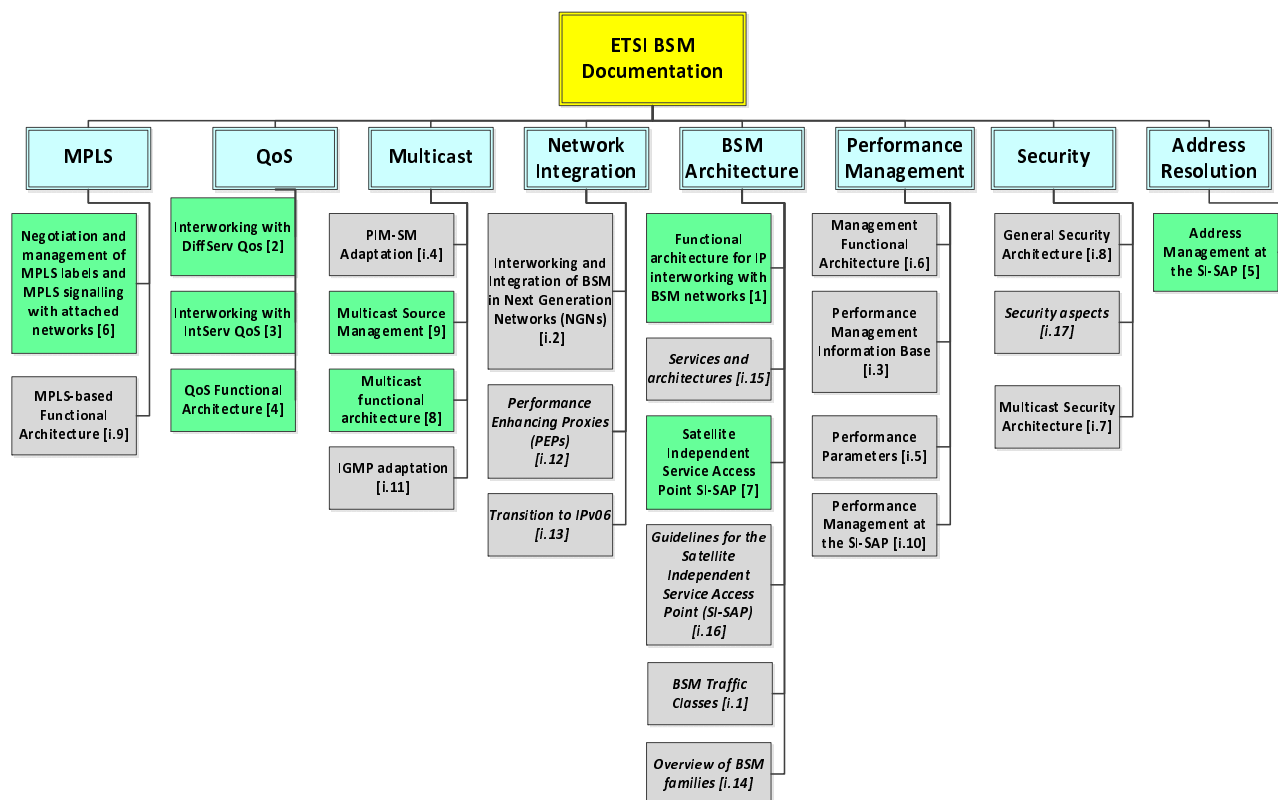 ETSI BSM
Documentation
MPLS
QoS
Multicast
Network
Integration
BSM
Architecture
Performance
Management
Security
Address
Resolution
Negotiation and
management of
MPLS labels and
MPLS signalling
with attached
networks [6]
MPLS-based
Functional
Architecture [i.9]
Interworking with
DiffServ Qos [2]
Interworking with
IntServ QoS [3]
QoS Functional
Architecture [4]
PIM-SM
Adaptation [i.4]
Multicast Source
Management [9]
Multicast
functional
architecture [8]
IGMP adaptation
[i.11]
Interworking and
Integration of BSM
in Next Generation
Networks (NGNs)
[i.2]
Performance
Enhancing Proxies
(PEPs)
[i.12]
Transition to IPv06
[i.13]
Functional
architecture for IP
interworking with
BSM networks [1]
Services and
architectures [i.15]
Satellite
Independent
Service Access
Point SI-SAP [7]
Guidelines for the
Satellite
Independent
Service Access
Point (SI-SAP)
[i.16]
BSM Traffic
Classes [i.1]
Overview of BSM
families [i.14]
Management
Functional
Architecture [i.6]
Performance
Management
Information Base
[i.3]
Performance
Parameters [i.5]
Performance
Management at
the SI-SAP [i.10]
General Security
Architecture [i.8]
Security aspects
[i.17]
Multicast Security
Architecture [i.7]
Address
Management at
the SI-SAP [5]